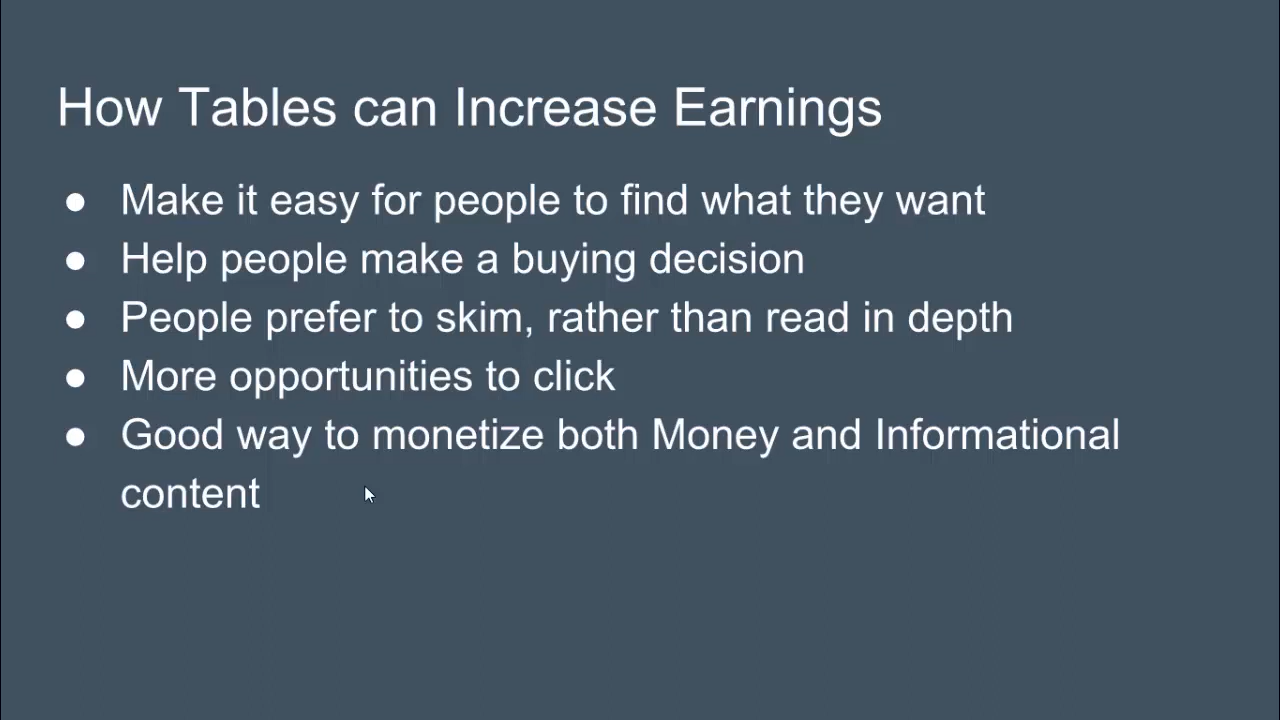 How Tables can Increase Earnings
● Make it easy for people to find what they want
● Help people make a buying decision
● People prefer to skim, rather than read in depth
● More opportunities to click
● Good way to monetize both Money and Informational
content